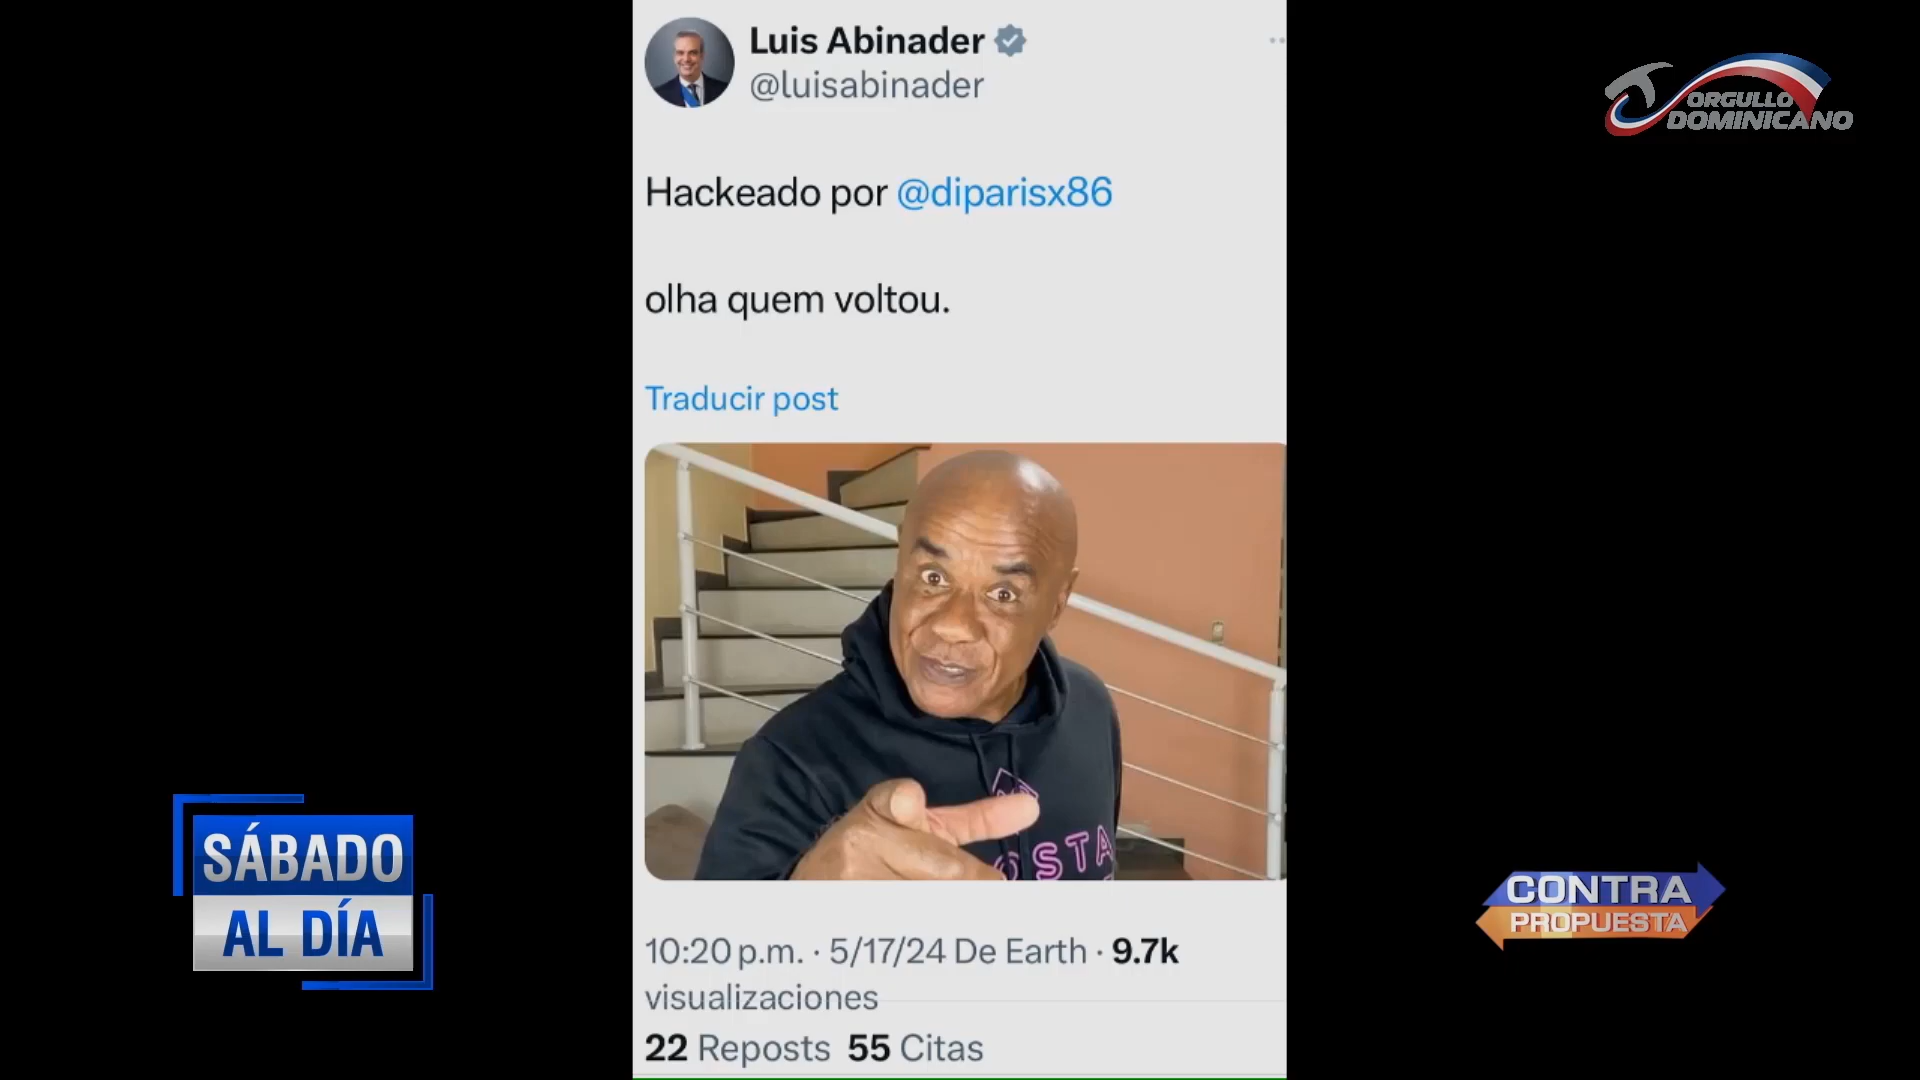 Luis Abinader
@luisabinader
ORGULLO
DOMINICANO
Hackeado por @diparisx86
olha quem voltou.
Traducir post
OSTA
SÁBADO
AL DÍA
CONTRA
PROPUESTA
10:20 p.m. · 5/17/24 De Earth · 9.7k
visualizaciones
22 Reposts 55 Citas